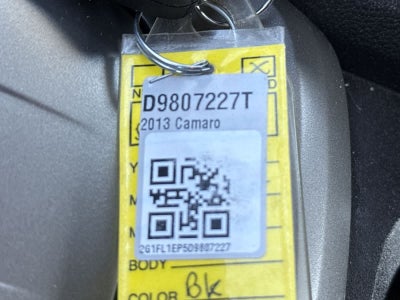 N D
D9807227T
2013 Camaro
Y
M
M
2G1FL1EP5D9807227
BODY
COLOR BK